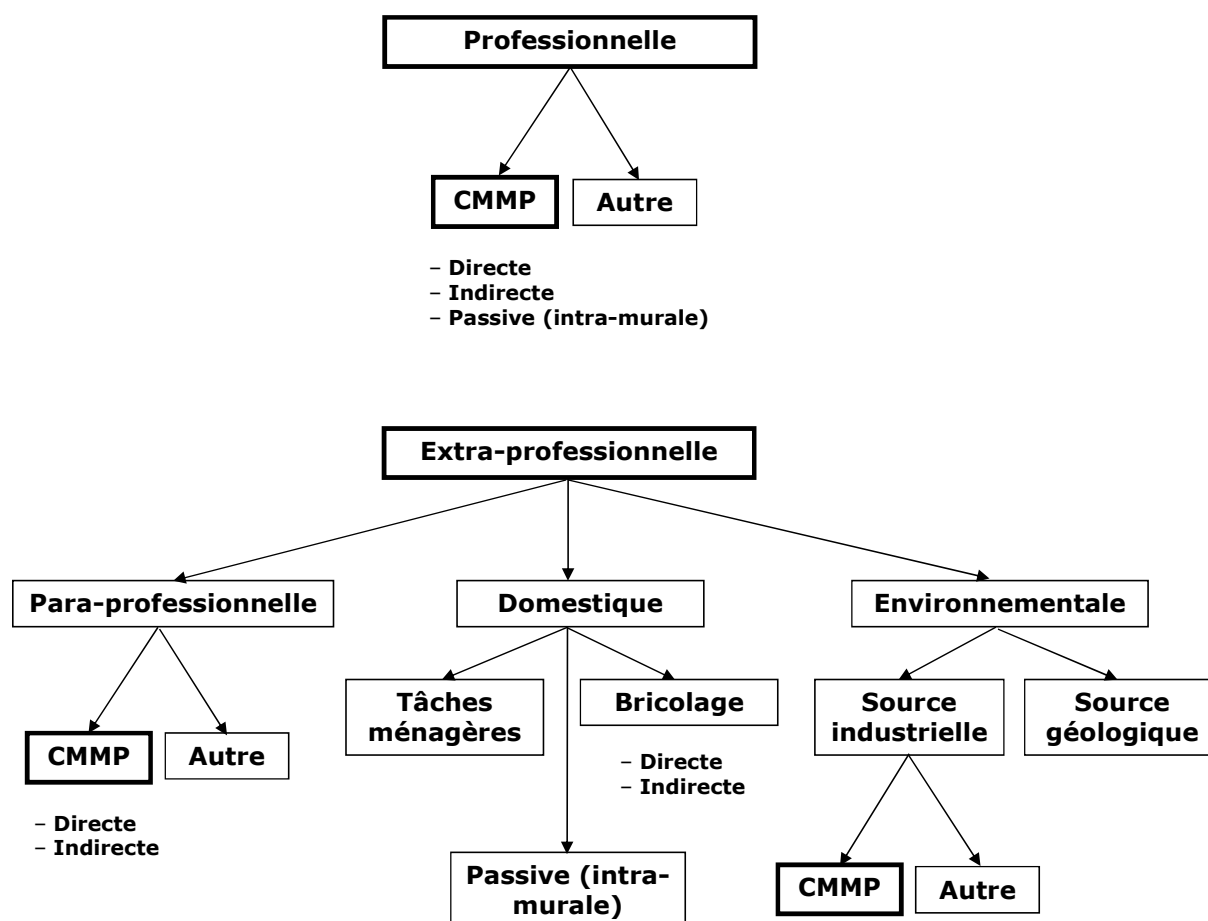 Professionnelle
CMMP
Autre
– Directe
– Indirecte
– Passive (intra-murale)
Extra-professionnelle
Para-professionnelle
Domestique
Environnementale
Tâches
ménagères
Bricolage
Source
industrielle
Source
géologique
CMMP
Autre
– Directe
– Indirecte
– Directe
– Indirecte
Passive (intra-
murale)
CMMP
Autre